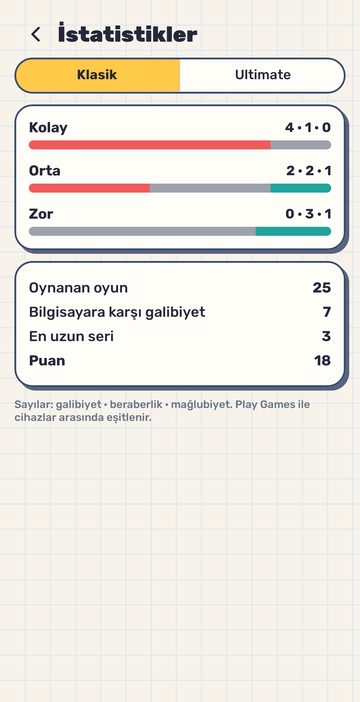 İstatistikler
Klasik
Ultimate
Kolay 4 • 1 • 0
Orta 2 • 2 • 1
Zor 0 • 3 • 1
Oynanan oyun 25
Bilgisayara karşı galibiyet 7
En uzun seri 3
Puan 18
Sayılar: galibiyet • beraberlik • mağlubiyet. Play Games ile
cihazlar arasında eşitlenir.